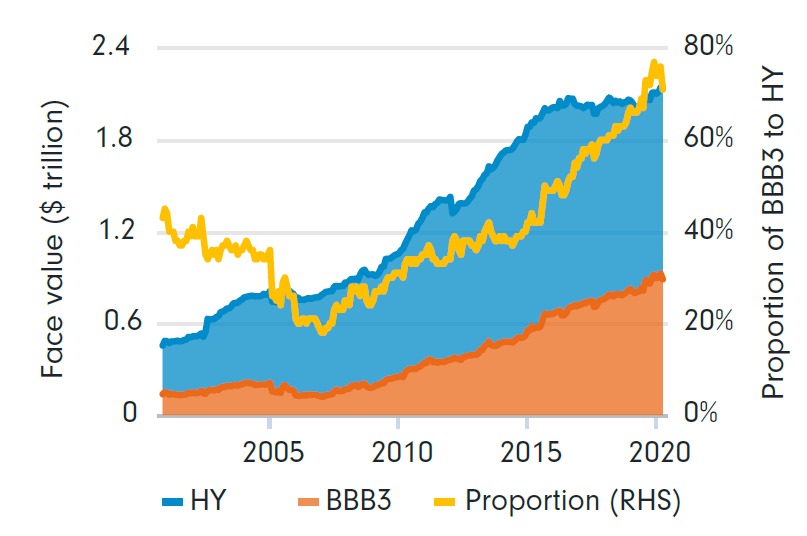 Face value ($ trillion)
2.4
1.8
1.2
0.6
0
80%
60%
40%
20%
0%
Proportion of BBB3 to HY
2005 2010 2015 2020
HY BBB3 Proportion (RHS)